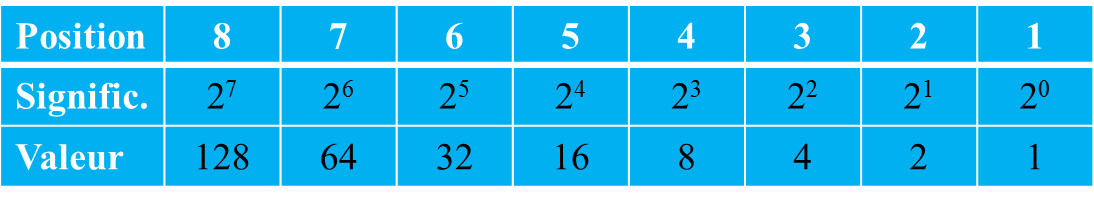 Position 8 7 6 5 4 3 2 1
Signific. 2⁷ 2⁶ 2⁵ 2⁴ 2³ 2² 2¹ 2⁰
Valeur 128 64 32 16 8 4 2 1